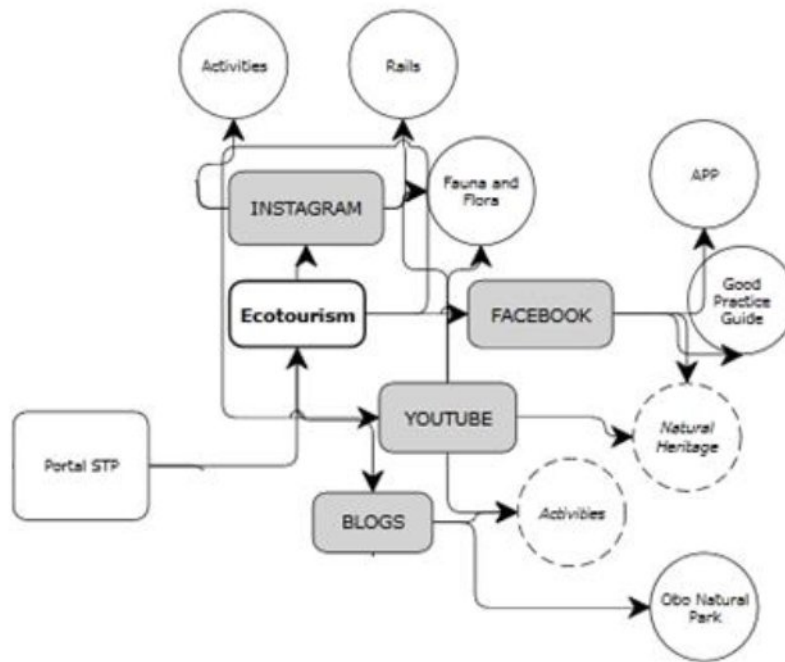 Activities
Rails
INSTAGRAM
Fauna and
Flora
APP
Ecotourism
FACEBOOK
Good
Practice
Guide
YOUTUBE
Natural
Heritage
Portal STP
BLOGS
Activities
Obo Natural
Park